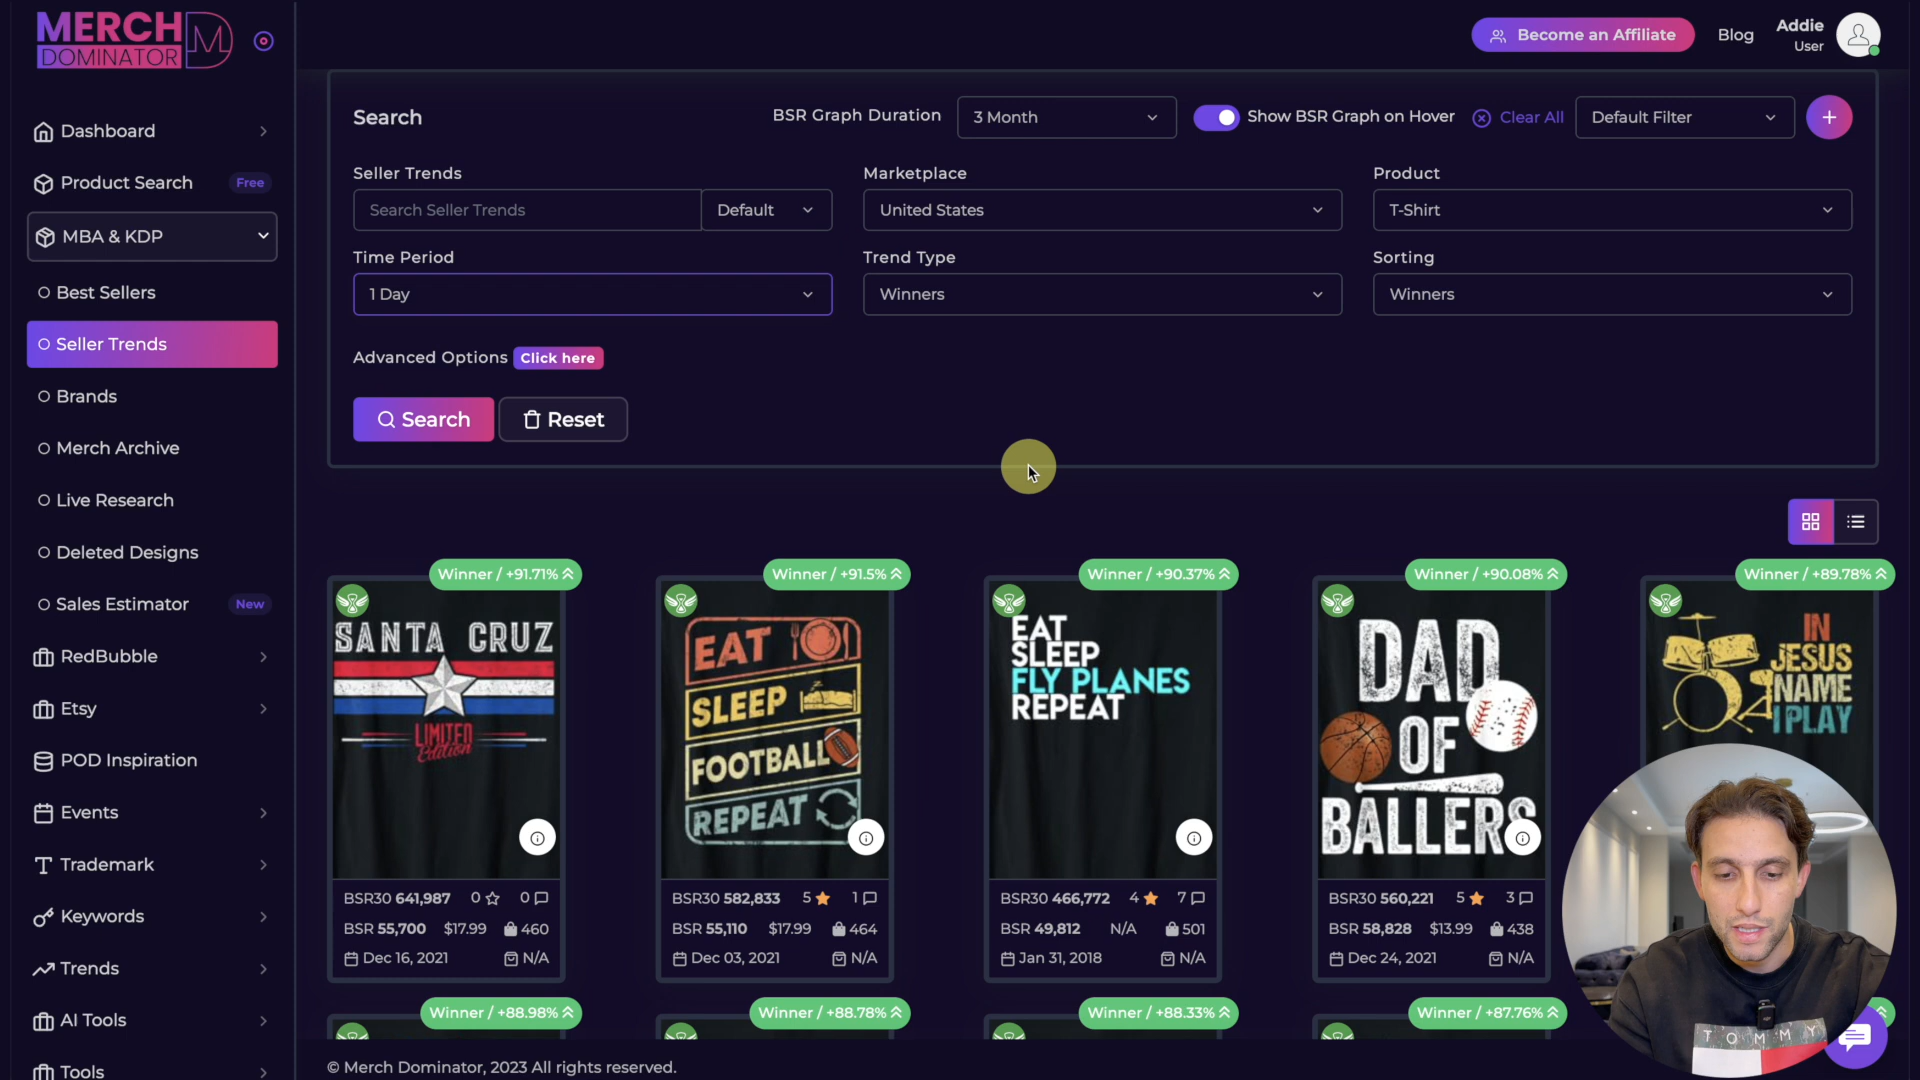 MERCH
DOMINATOR
Become an Affiliate
Blog
Addie
User
Dashboard
Product Search Free
MBA & KDP
Best Sellers
Seller Trends
Brands
Merch Archive
Live Research
Deleted Designs
Sales Estimator New
RedBubble
Etsy
POD Inspiration
Events
Trademark
Keywords
Trends
AI Tools
Tools
Search
BSR Graph Duration
3 Month
Show BSR Graph on Hover
Clear All
Default Filter
Seller Trends
Search Seller Trends
Default
Marketplace
United States
Product
T-Shirt
Time Period
1 Day
Trend Type
Winners
Sorting
Winners
Advanced Options Click here
Search
Reset
Winner / +91.71%
SANTA CRUZ
LIMITED
Edition
BSR30 641,987 0 0
BSR 55,700 $17.99 460
Dec 16, 2021 N/A
Winner / +91.5%
EAT
SLEEP
FOOTBALL
REPEAT
BSR30 582,833 5 1
BSR 55,110 $17.99 464
Dec 03, 2021 N/A
Winner / +90.37%
EAT
SLEEP
FLY PLANES
REPEAT
BSR30 466,772 4 7
BSR 49,812 N/A 501
Jan 31, 2018 N/A
Winner / +90.08%
DAD
OF
BALLERS
BSR30 560,221 5 3
BSR 58,828 $13.99 438
Dec 24, 2021 N/A
Winner / +89.78%
IN
JESUS
NAME
I PLAY
Winner / +88.98%
Winner / +88.78%
Winner / +88.33%
Winner / +87.76%
TOMMY
© Merch Dominator, 2023 All rights reserved.